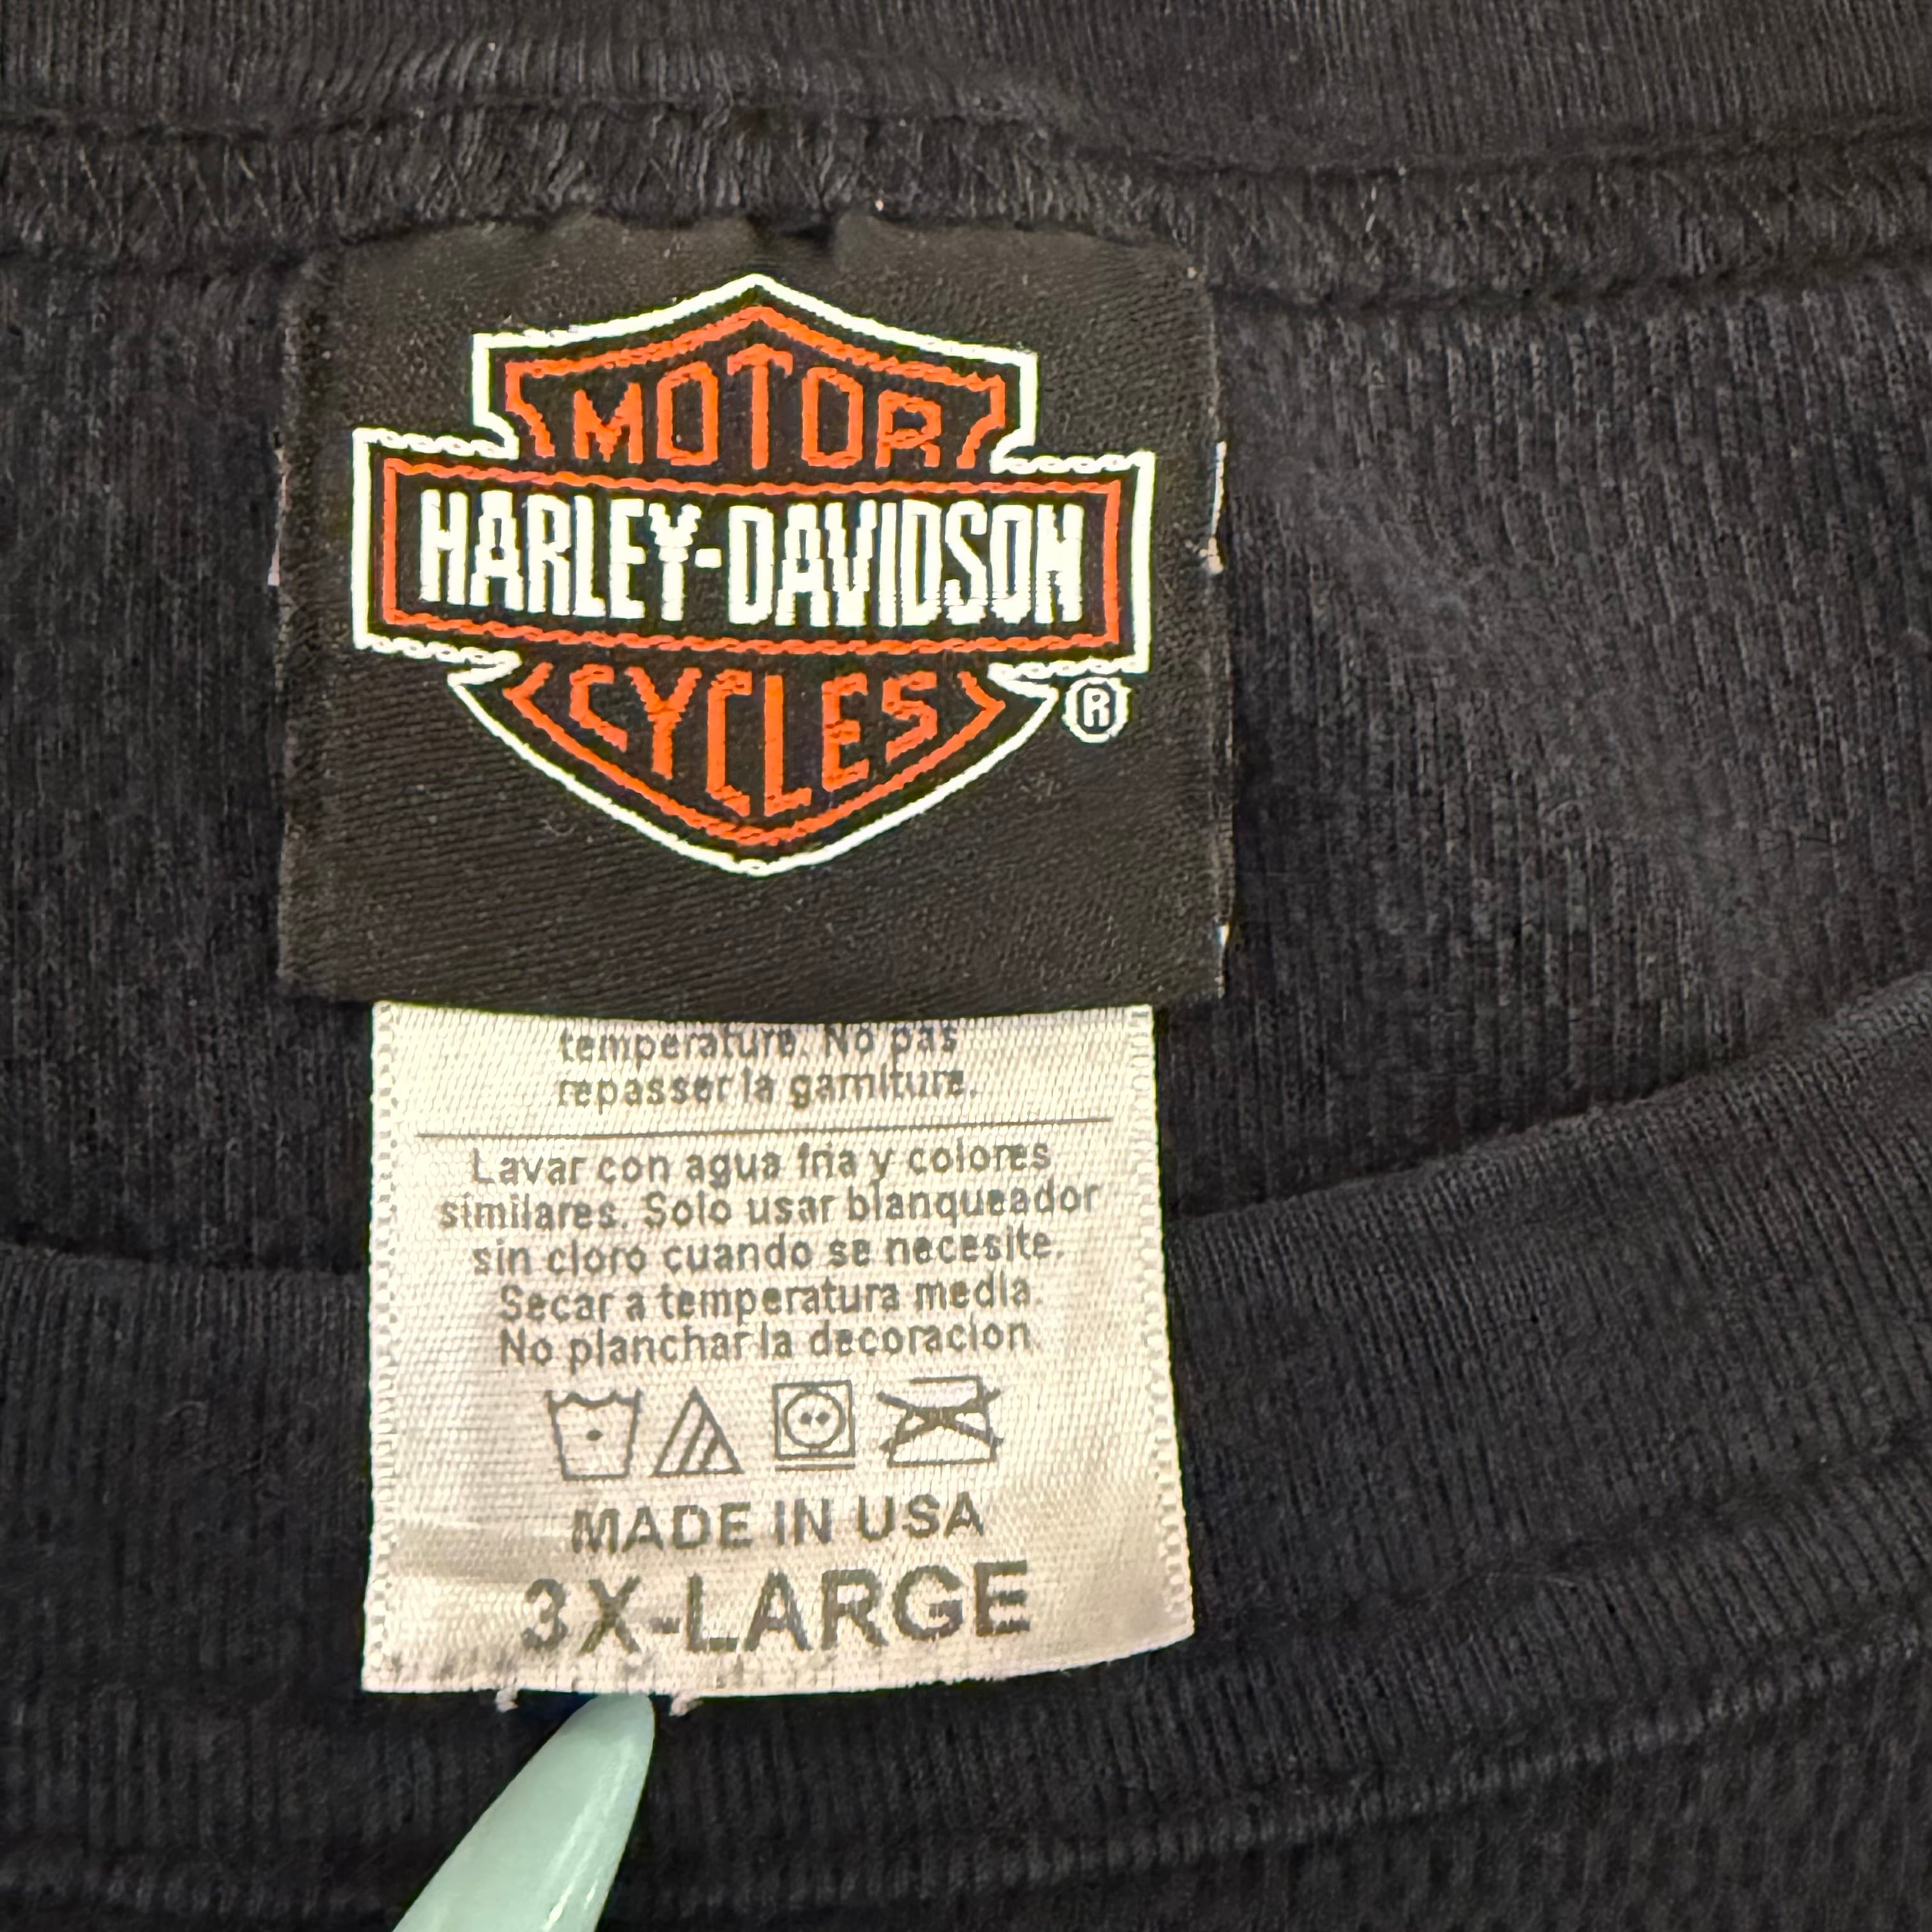 MOTOR
HARLEY-DAVIDSON
CYCLES
®
temperature. No pas
repasser la garniture.
Lavar con agua fria y colores
similares. Solo usar blanqueador
sin cloro cuando se necesite.
Secar a temperatura media.
No planchar la decoracion.
MADE IN USA
3X-LARGE